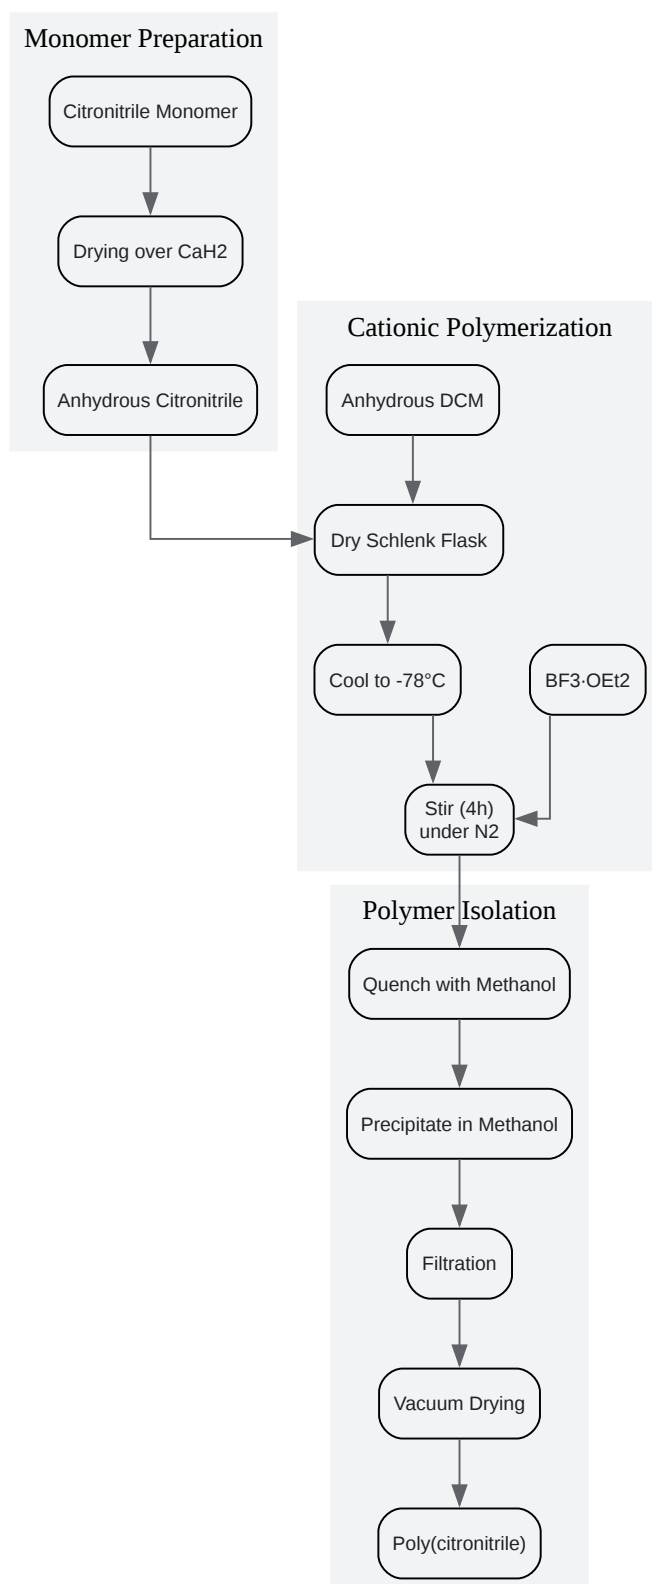 Monomer Preparation
Citronitrile Monomer
Drying over CaH2
Anhydrous Citronitrile
Cationic Polymerization
Anhydrous DCM
Dry Schlenk Flask
Cool to -78°C
BF3·OEt2
Stir (4h)
under N2
Polymer Isolation
Quench with Methanol
Precipitate in Methanol
Filtration
Vacuum Drying
Poly(citronitrile)